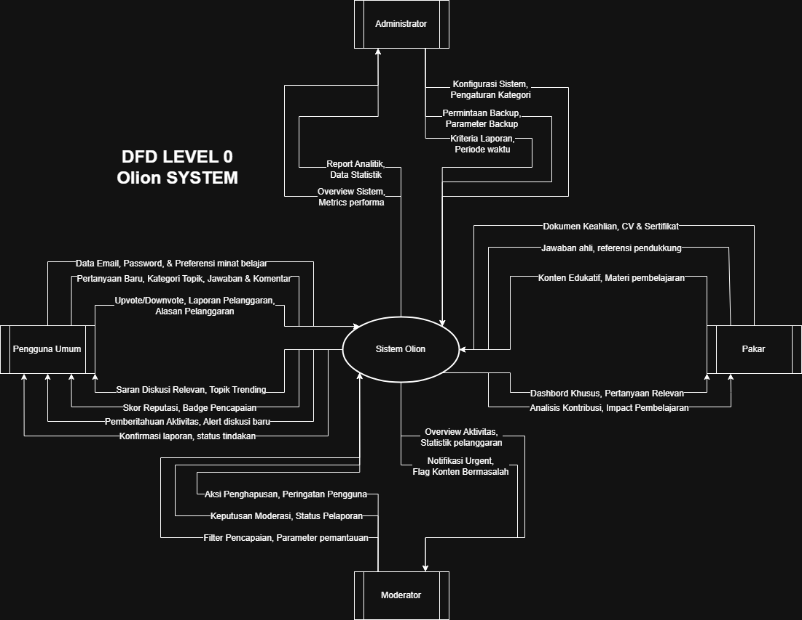 Administrator
Konfigurasi Sistem,
Pengaturan Kategori
Permintaan Backup,
Parameter Backup
Kriteria Laporan,
Periode waktu
DFD LEVEL 0
Olion SYSTEM
Report Analitik,
Data Statistik
Overview Sistem,
Metrics performa
Dokumen Keahlian, CV & Sertifikat
Jawaban ahli, referensi pendukkung
Konten Edukatif, Materi pembelajaran
Data Email, Password, & Preferensi minat belajar
Pertanyaan Baru, Kategori Topik, Jawaban & Komentar
Upvote/Downvote, Laporan Pelanggaran,
Alasan Pelanggaran
Pengguna Umum
Sistem Olion
Pakar
Saran Diskusi Relevan, Topik Trending
Skor Reputasi, Badge Pencapaian
Pemberitahuan Aktivitas, Alert diskusi baru
Konfirmasi laporan, status tindakan
Dashbord Khusus, Pertanyaan Relevan
Analisis Kontribusi, Impact Pembelajaran
Overview Aktivitas,
Statistik pelanggaran
Notifikasi Urgent,
Flag Konten Bermasalah
Aksi Penghapusan, Peringatan Pengguna
Keputusan Moderasi, Status Pelaporan
Filter Pencapaian, Parameter pemantauan
Moderator